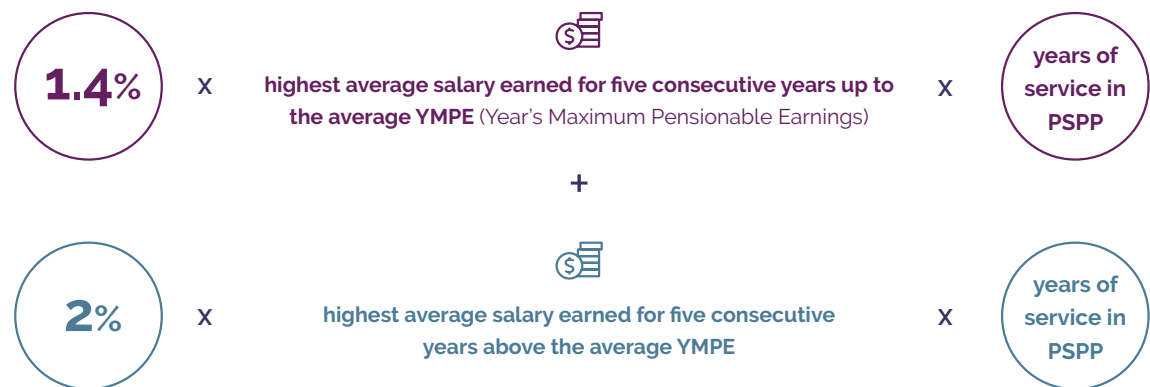 $
1.4%
x
highest average salary earned for five consecutive years up to
the average YMPE (Year's Maximum Pensionable Earnings)
x
years of
service in
PSPP
+
$
2%
x
highest average salary earned for five consecutive
years above the average YMPE
x
years of
service in
PSPP